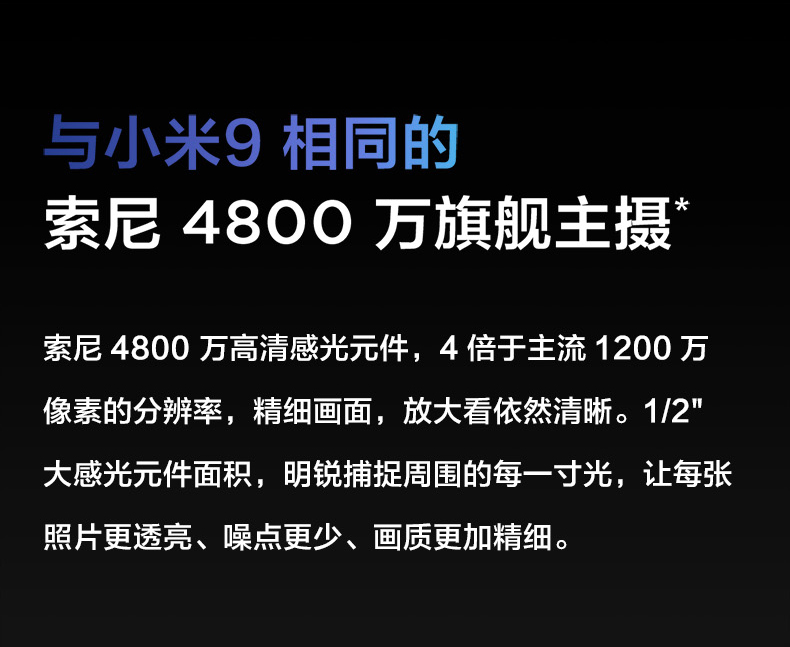 与小米9 相同的
索尼 4800 万旗舰主摄*
索尼 4800 万高清感光元件，4 倍于主流 1200 万
像素的分辨率，精细画面，放大看依然清晰。1/2"
大感光元件面积，明锐捕捉周围的每一寸光，让每张
照片更透亮、噪点更少、画质更加精细。